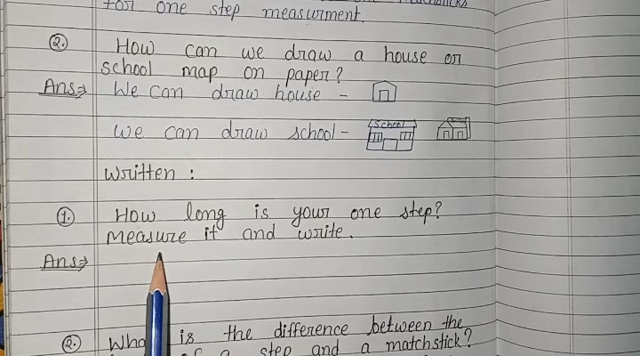 for one step measurment.
②. How can we draw a house or
school map on paper?
Ans⇒ We can draw house -
We can draw school - School
Written :
①. How long is your one step?
Measure it and write.
Ans⇒
②. What is the difference between the
of a step and a matchstick?